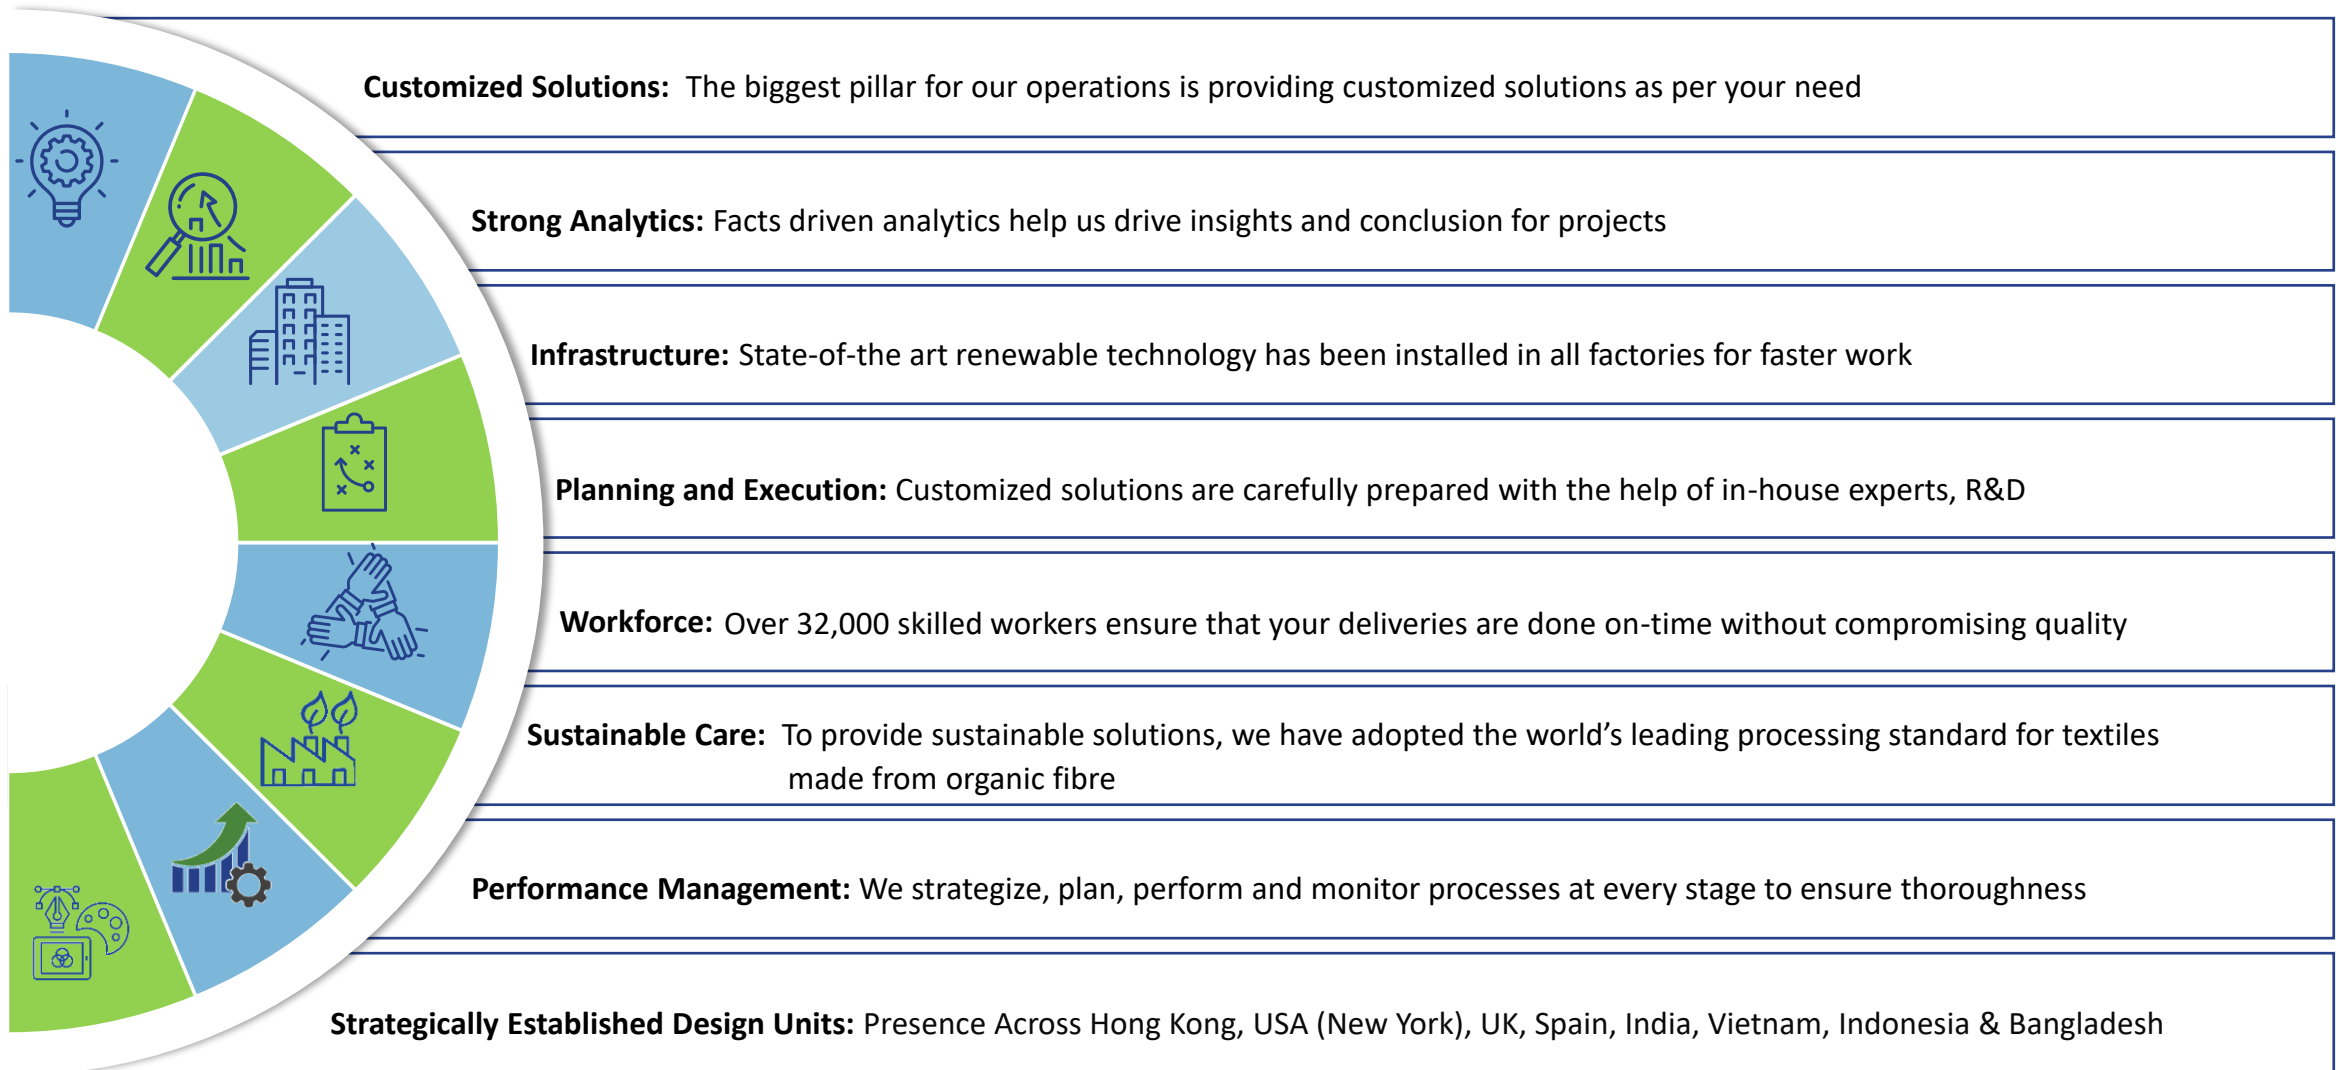 Customized Solutions: The biggest pillar for our operations is providing customized solutions as per your need
Strong Analytics: Facts driven analytics help us drive insights and conclusion for projects
Infrastructure: State-of-the art renewable technology has been installed in all factories for faster work
Planning and Execution: Customized solutions are carefully prepared with the help of in-house experts, R&D
Workforce: Over 32,000 skilled workers ensure that your deliveries are done on-time without compromising quality
Sustainable Care: To provide sustainable solutions, we have adopted the world’s leading processing standard for textiles
made from organic fibre
Performance Management: We strategize, plan, perform and monitor processes at every stage to ensure thoroughness
Strategically Established Design Units: Presence Across Hong Kong, USA (New York), UK, Spain, India, Vietnam, Indonesia & Bangladesh